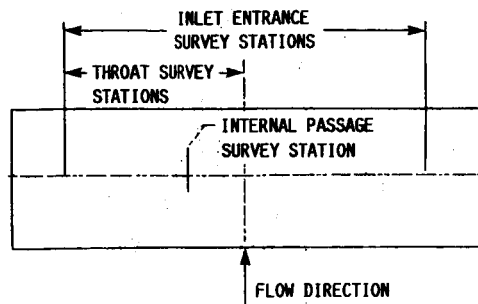 INLET ENTRANCE
SURVEY STATIONS
THROAT SURVEY
STATIONS
INTERNAL PASSAGE
SURVEY STATION
FLOW DIRECTION